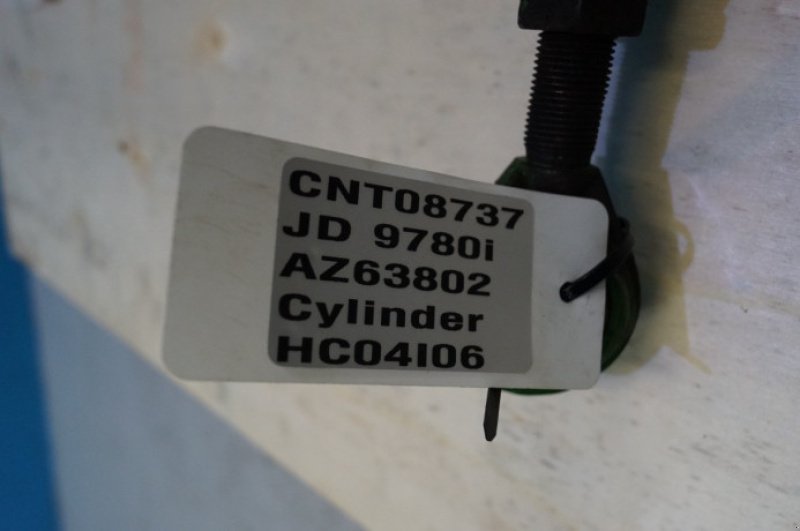 CNT08737
JD 9780i
AZ63802
Cylinder
HC04I06